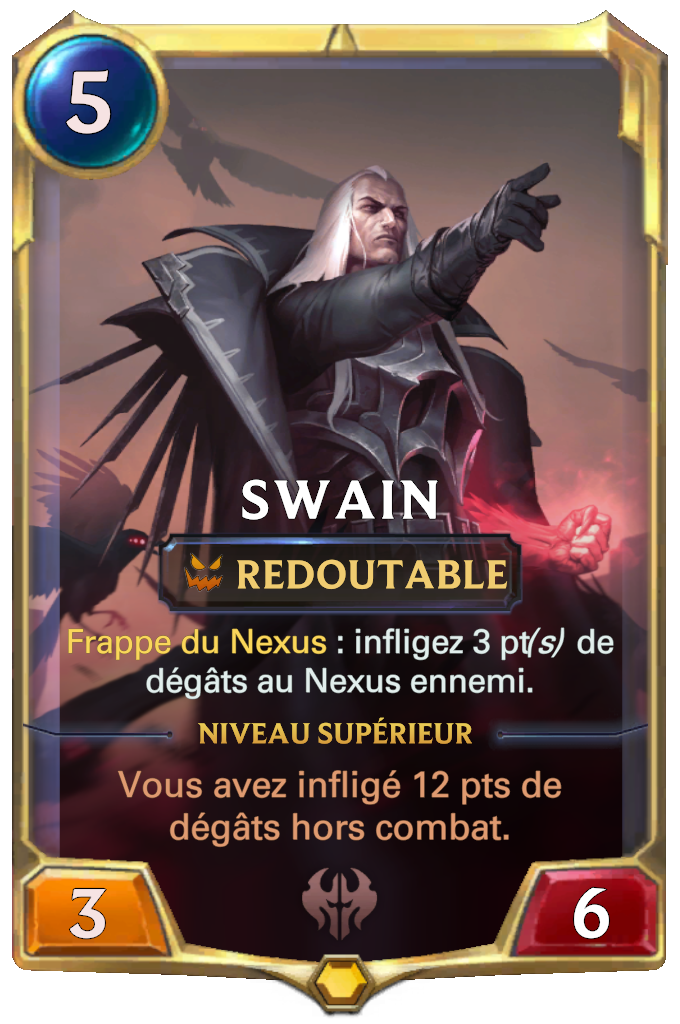 5
SWAIN
REDOUTABLE
Frappe du Nexus : infligez 3 pt(s) de
dégâts au Nexus ennemi.
NIVEAU SUPÉRIEUR
Vous avez infligé 12 pts de
dégâts hors combat.
3
6